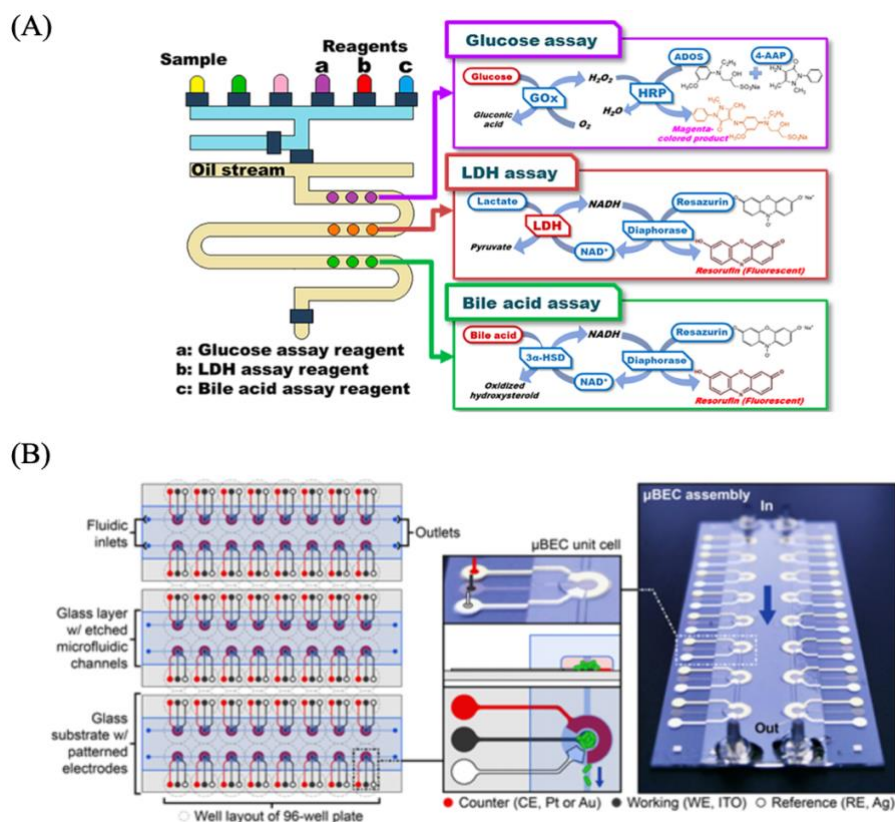 (A)
Sample
Reagents
a b c
Oil stream
a: Glucose assay reagent
b: LDH assay reagent
c: Bile acid assay reagent
Glucose assay
Glucose
GOx
Gluconic
acid
O₂
H₂O₂
HRP
H₂O
ADOS
4-AAP
Magenta-
colored product
LDH assay
Lactate
LDH
Pyruvate
NADH
NAD⁺
Diaphorase
Resazurin
Resorufin (Fluorescent)
Bile acid assay
Bile acid
3α-HSD
Oxidized
hydroxysteroid
NADH
NAD⁺
Diaphorase
Resazurin
Resorufin (Fluorescent)
(B)
Fluidic
inlets
Outlets
Glass layer
w/ etched
microfluidic
channels
Glass
substrate w/
patterned
electrodes
Well layout of 96-well plate
µBEC unit cell
µBEC assembly
In
Out
Counter (CE, Pt or Au)
Working (WE, ITO)
Reference (RE, Ag)